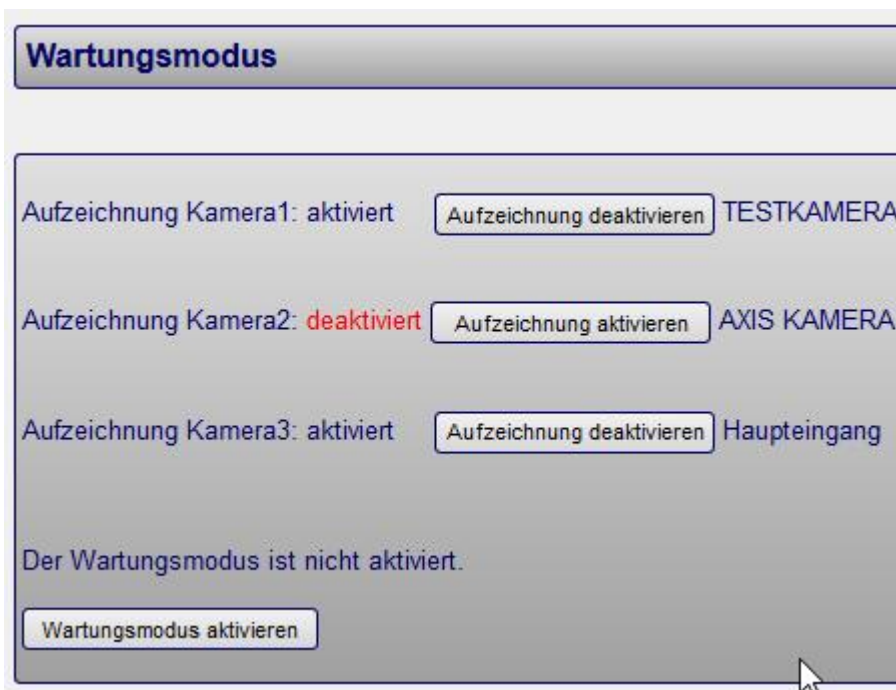 Wartungsmodus
Aufzeichnung Kamera1: aktiviert Aufzeichnung deaktivieren TESTKAMERA
Aufzeichnung Kamera2: deaktiviert Aufzeichnung aktivieren AXIS KAMERA
Aufzeichnung Kamera3: aktiviert Aufzeichnung deaktivieren Haupteingang
Der Wartungsmodus ist nicht aktiviert.
Wartungsmodus aktivieren